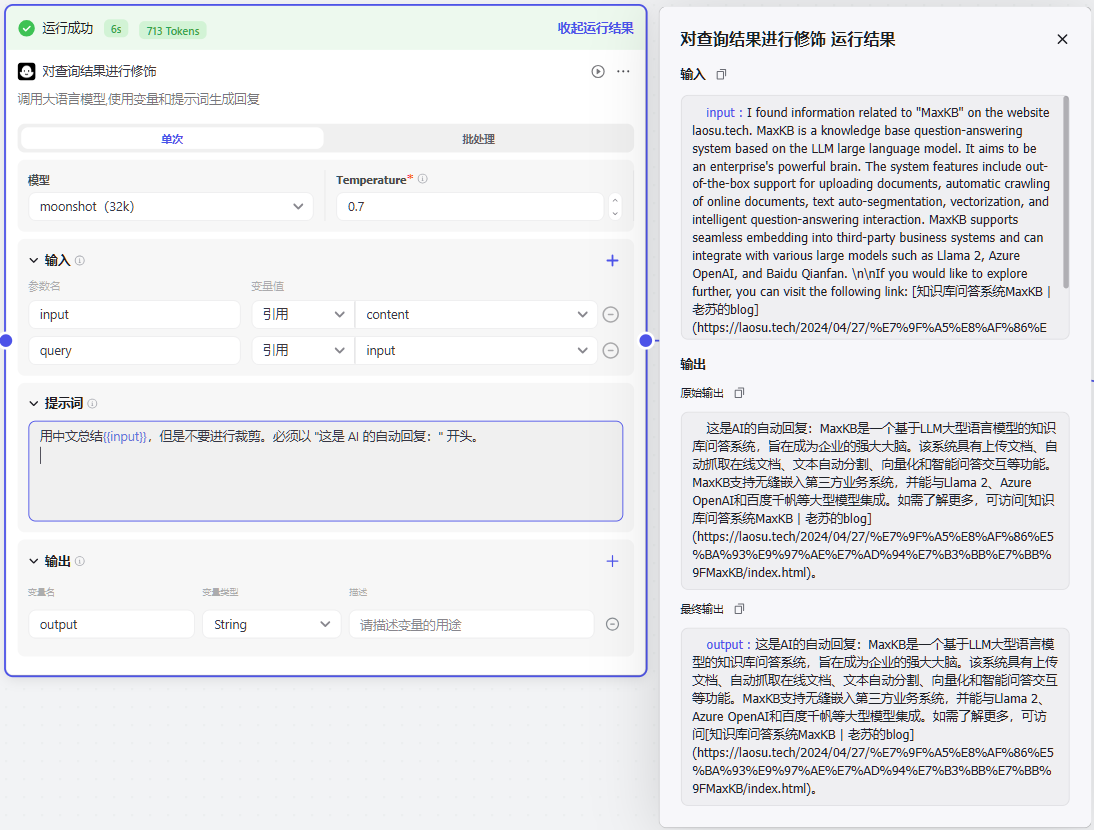 运行成功 6s 713 Tokens 收起运行结果
对查询结果进行修饰
调用大语言模型,使用变量和提示词生成回复
单次 批处理
模型 Temperature*
moonshot（32k） 0.7
输入
参数名 变量值
input 引用 content
query 引用 input
提示词
用中文总结{{input}}，但是不要进行裁剪。必须以 "这是 AI 的自动回复：" 开头。
输出
变量名 变量类型 描述
output String 请描述变量的用途
对查询结果进行修饰 运行结果
输入
input : I found information related to "MaxKB" on the website
laosu.tech. MaxKB is a knowledge base question-answering
system based on the LLM large language model. It aims to be
an enterprise's powerful brain. The system features include out-
of-the-box support for uploading documents, automatic crawling
of online documents, text auto-segmentation, vectorization, and
intelligent question-answering interaction. MaxKB supports
seamless embedding into third-party business systems and can
integrate with various large models such as Llama 2, Azure
OpenAI, and Baidu Qianfan. \n\nIf you would like to explore
further, you can visit the following link: [知识库问答系统MaxKB |
老苏的blog]
(https://laosu.tech/2024/04/27/%E7%9F%A5%E8%AF%86%E
输出
原始输出
这是AI的自动回复：MaxKB是一个基于LLM大型语言模型的知识
库问答系统，旨在成为企业的强大大脑。该系统具有上传文档、自
动抓取在线文档、文本自动分割、向量化和智能问答交互等功能。
MaxKB支持无缝嵌入第三方业务系统，并能与Llama 2、Azure
OpenAI和百度千帆等大型模型集成。如需了解更多，可访问[知识
库问答系统MaxKB | 老苏的blog]
(https://laosu.tech/2024/04/27/%E7%9F%A5%E8%AF%86%E5
%BA%93%E9%97%AE%E7%AD%94%E7%B3%BB%E7%BB%
9FMaxKB/index.html)。
最终输出
output : 这是AI的自动回复：MaxKB是一个基于LLM大型语言模
型的知识库问答系统，旨在成为企业的强大大脑。该系统具有上传
文档、自动抓取在线文档、文本自动分割、向量化和智能问答交互
等功能。MaxKB支持无缝嵌入第三方业务系统，并能与Llama 2、
Azure OpenAI和百度千帆等大型模型集成。如需了解更多，可访
问[知识库问答系统MaxKB | 老苏的blog]
(https://laosu.tech/2024/04/27/%E7%9F%A5%E8%AF%86%E5
%BA%93%E9%97%AE%E7%AD%94%E7%B3%BB%E7%BB%
9FMaxKB/index.html)。